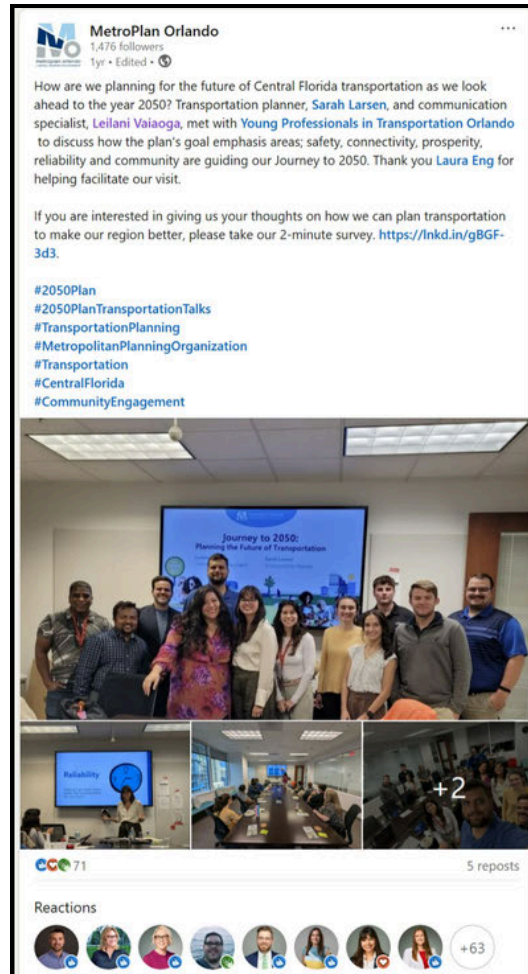 MetroPlan Orlando
1,476 followers
1yr • Edited •
How are we planning for the future of Central Florida transportation as we look
ahead to the year 2050? Transportation planner, Sarah Larsen, and communication
specialist, Leilani Vaiaoga, met with Young Professionals in Transportation Orlando
to discuss how the plan's goal emphasis areas; safety, connectivity, prosperity,
reliability and community are guiding our Journey to 2050. Thank you Laura Eng for
helping facilitate our visit.
If you are interested in giving us your thoughts on how we can plan transportation
to make our region better, please take our 2-minute survey. https://lnkd.in/gBGF-
3d3.
#2050Plan
#2050PlanTransportationTalks
#TransportationPlanning
#MetropolitanPlanningOrganization
#Transportation
#CentralFlorida
#CommunityEngagement
Journey to 2050:
Planning the Future of Transportation
Reliability
+2
71
5 reposts
Reactions
+63